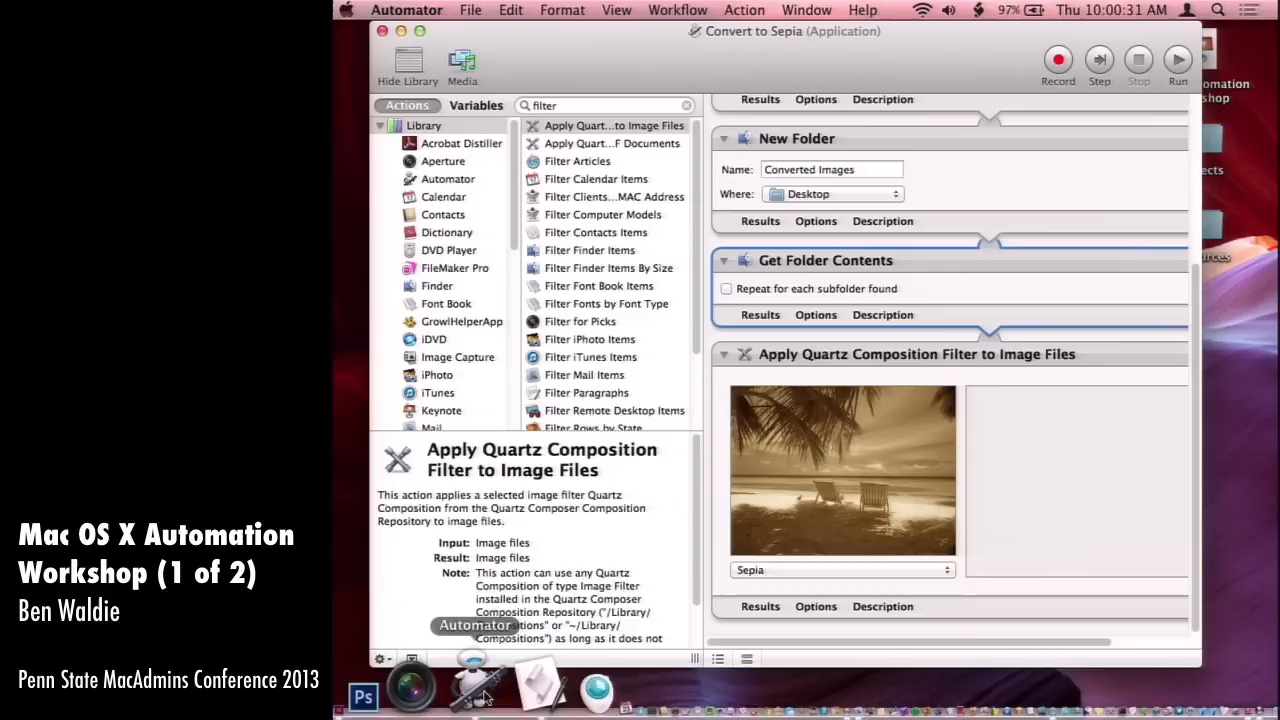 Automator File Edit Format View Workflow Action Window Help 97% Thu 10:00:31 AM
Convert to Sepia (Application)
Hide Library Media Record Step Stop Run
Actions Variables filter
Library
Acrobat Distiller
Aperture
Automator
Calendar
Contacts
Dictionary
DVD Player
FileMaker Pro
Finder
Font Book
GrowlHelperApp
iDVD
Image Capture
iPhoto
iTunes
Keynote
Mail
Apply Quart...to Image Files
Apply Quart...F Documents
Filter Articles
Filter Calendar Items
Filter Clients...MAC Address
Filter Computer Models
Filter Contacts Items
Filter Finder Items
Filter Finder Items By Size
Filter Font Book Items
Filter Fonts by Font Type
Filter for Picks
Filter iPhoto Items
Filter iTunes Items
Filter Mail Items
Filter Paragraphs
Filter Remote Desktop Items
Filter Rows by State
Apply Quartz Composition
Filter to Image Files
This action applies a selected image filter Quartz
Composition from the Quartz Composer Composition
Repository to image files.
Input: Image files
Result: Image files
Note: This action can use any Quartz
Composition of type Image Filter
installed in the Quartz Composer
Composition Repository ("/Library/
Compositions" or "~/Library/
Compositions") as long as it does not
Automator
Results Options Description
New Folder
Name: Converted Images
Where: Desktop
Results Options Description
Get Folder Contents
Repeat for each subfolder found
Results Options Description
Apply Quartz Composition Filter to Image Files
Sepia
Results Options Description
Ps
Mac OS X Automation
Workshop (1 of 2)
Ben Waldie
Penn State MacAdmins Conference 2013